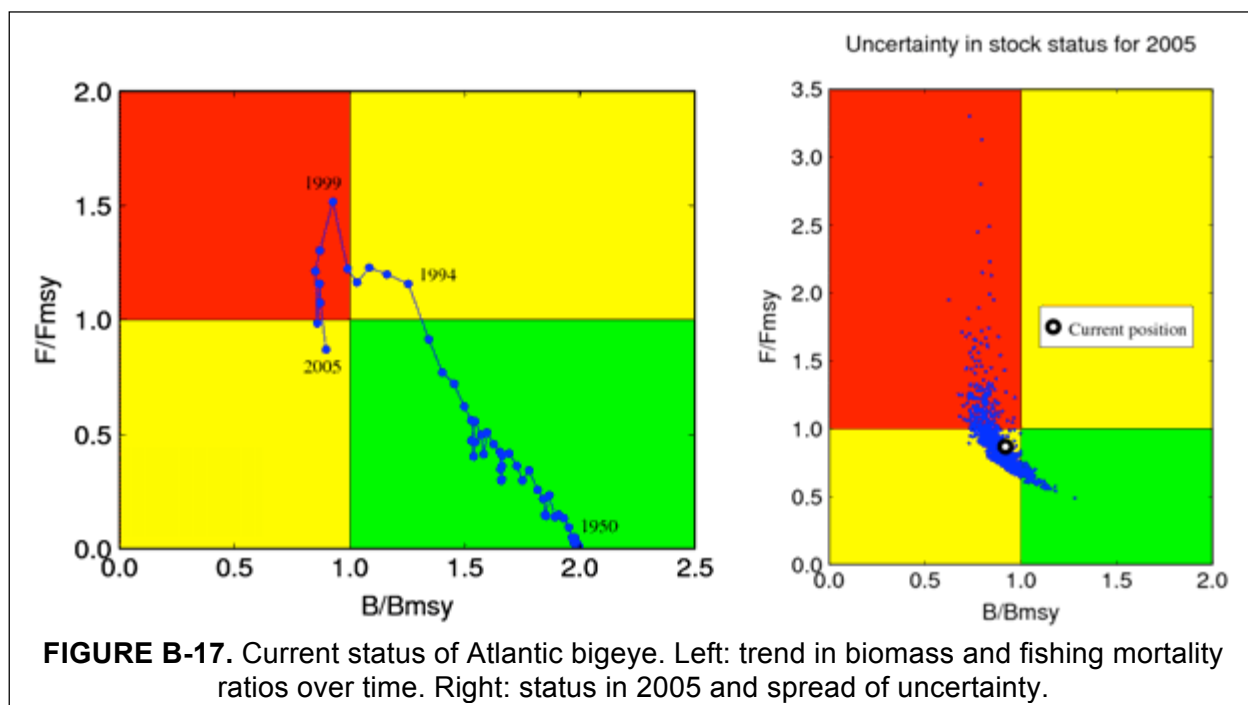 Uncertainty in stock status for 2005
2.0
1.5
1.0
0.5
0.0
F/Fmsy
1999
1994
2005
1950
0.0 0.5 1.0 1.5 2.0 2.5
B/Bmsy
3.5
3.0
2.5
2.0
1.5
1.0
0.5
0.0
F/Fmsy
Current position
0.0 0.5 1.0 1.5 2.0
B/Bmsy
FIGURE B-17. Current status of Atlantic bigeye. Left: trend in biomass and fishing mortality
ratios over time. Right: status in 2005 and spread of uncertainty.